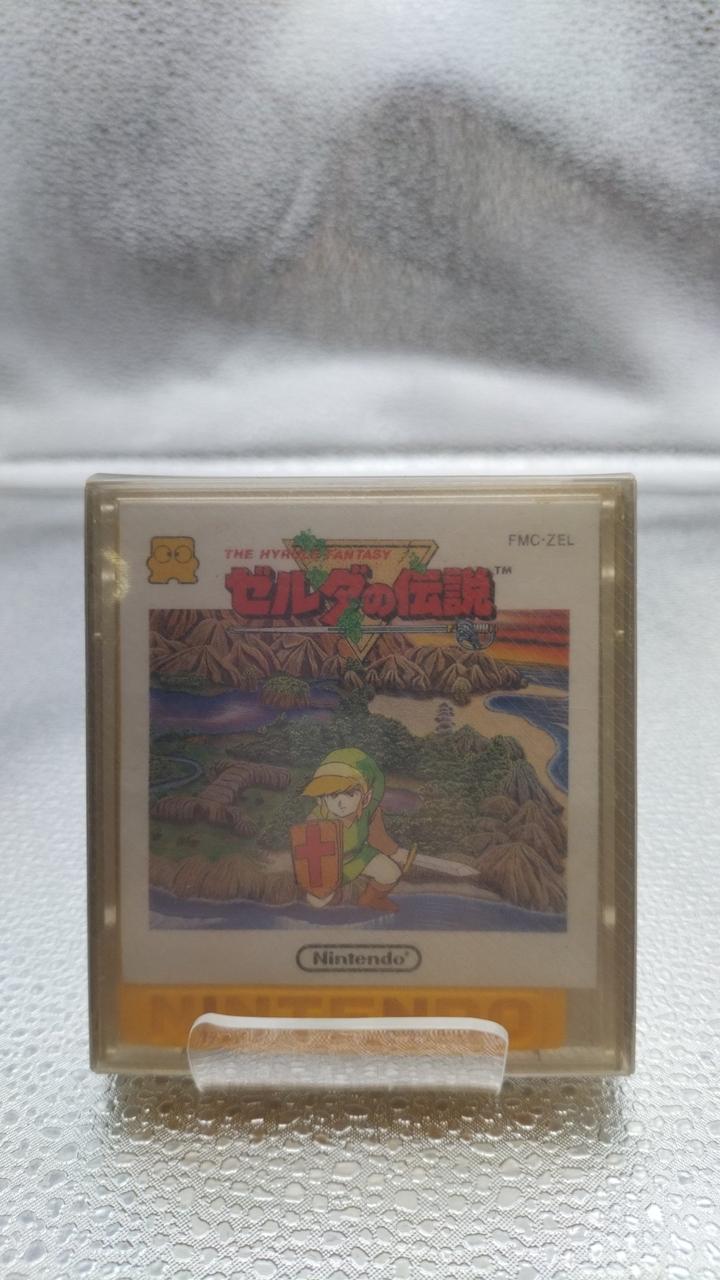 FMC-ZEL
THE HYRULE FANTASY
ゼルダの伝説™
Nintendo®
NINTENDO